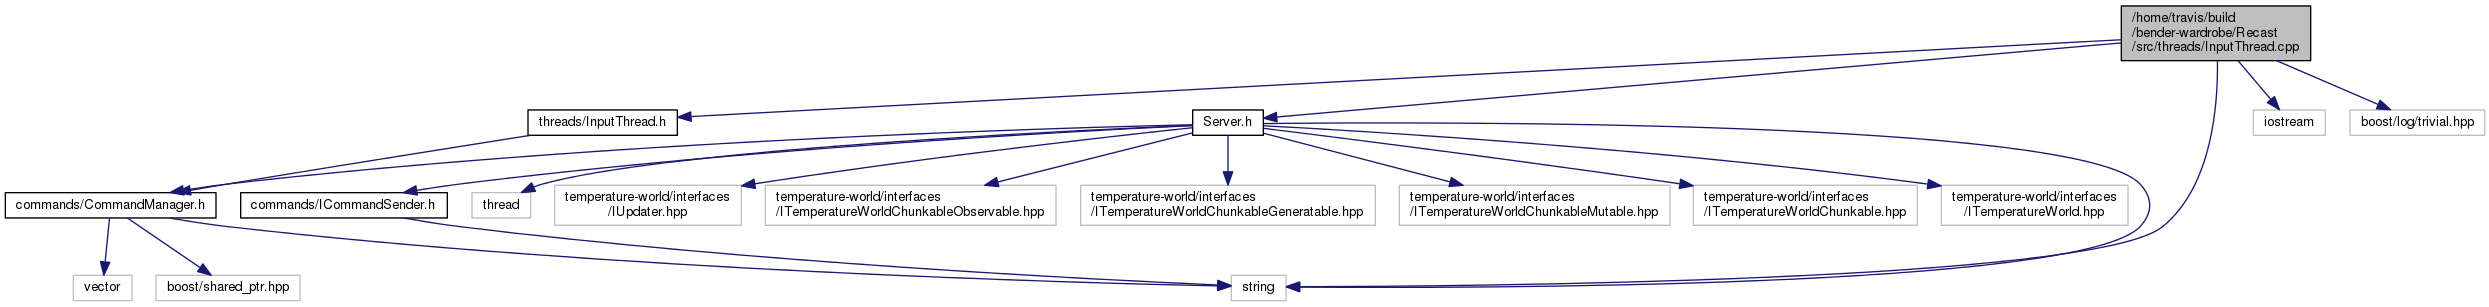 /home/travis/build
/bender-wardrobe/Recast
/src/threads/InputThread.cpp
threads/InputThread.h
Server.h
iostream
boost/log/trivial.hpp
commands/CommandManager.h
commands/ICommandSender.h
thread
temperature-world/interfaces
/IUpdater.hpp
temperature-world/interfaces
/ITemperatureWorldChunkableObservable.hpp
temperature-world/interfaces
/ITemperatureWorldChunkableGeneratable.hpp
temperature-world/interfaces
/ITemperatureWorldChunkableMutable.hpp
temperature-world/interfaces
/ITemperatureWorldChunkable.hpp
temperature-world/interfaces
/ITemperatureWorld.hpp
vector
boost/shared_ptr.hpp
string